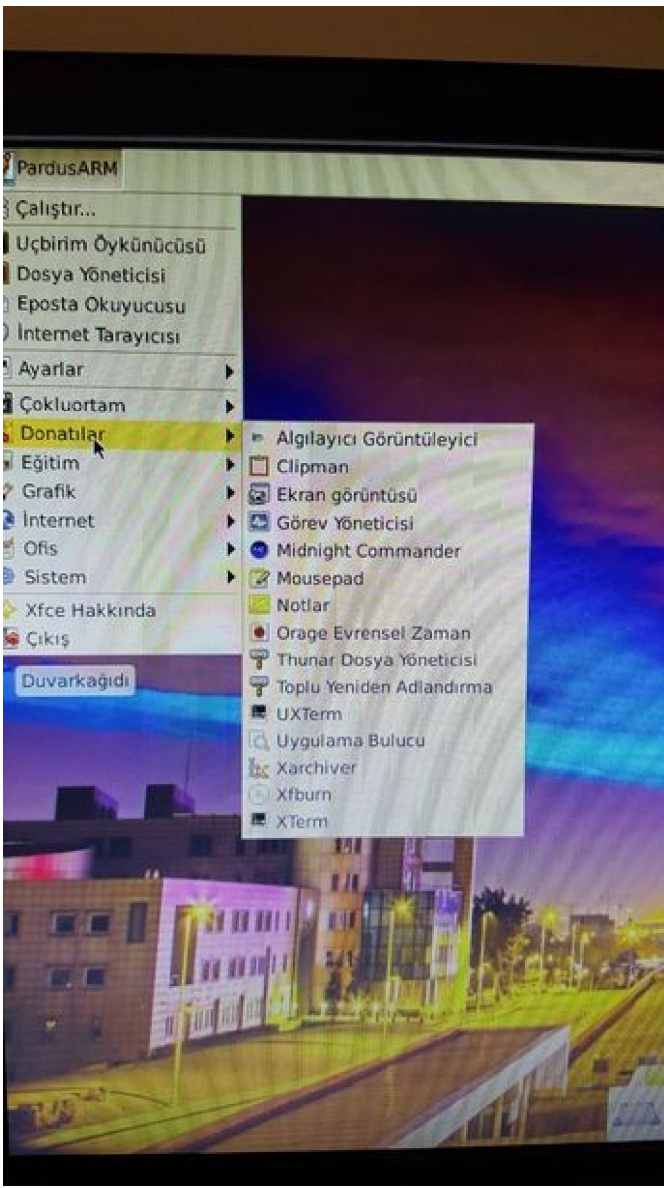 PardusARM
Çalıştır...
Uçbirim Öykünücüsü
Dosya Yöneticisi
Eposta Okuyucusu
İnternet Tarayıcısı
Ayarlar
Çokluortam
Donatılar
Eğitim
Grafik
İnternet
Ofis
Sistem
Xfce Hakkında
Çıkış
Duvarkağıdı
Algılayıcı Görüntüleyici
Clipman
Ekran görüntüsü
Görev Yöneticisi
Midnight Commander
Mousepad
Notlar
Orage Evrensel Zaman
Thunar Dosya Yöneticisi
Toplu Yeniden Adlandırma
UXTerm
Uygulama Bulucu
Xarchiver
Xfburn
XTerm